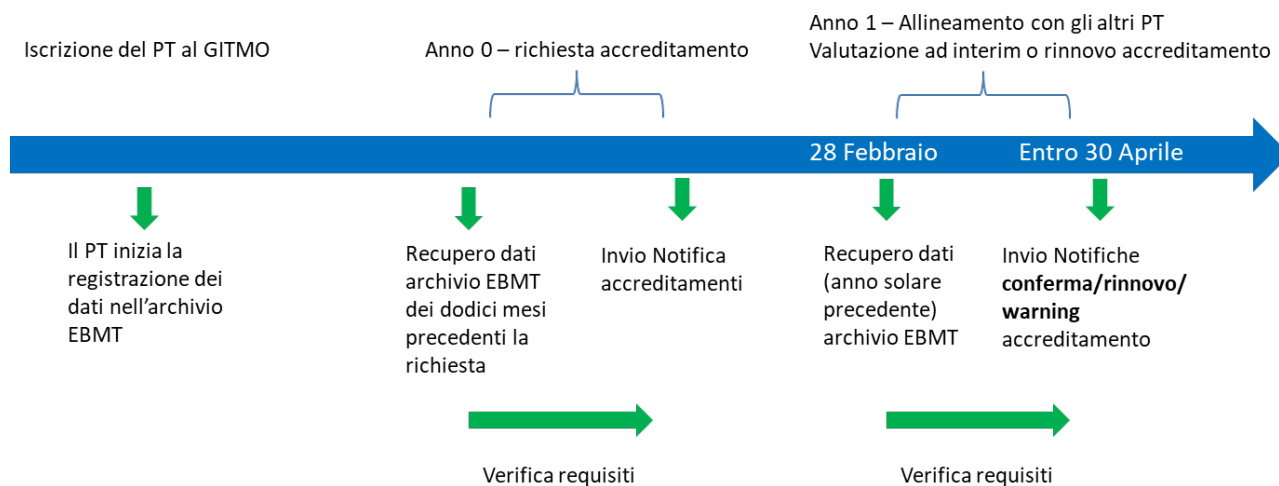 Iscrizione del PT al GITMO
Anno 0 – richiesta accreditamento
Anno 1 – Allineamento con gli altri PT
Valutazione ad interim o rinnovo accreditamento
28 Febbraio
Entro 30 Aprile
Il PT inizia la
registrazione dei
dati nell’archivio
EBMT
Recupero dati
archivio EBMT
dei dodici mesi
precedenti la
richiesta
Invio Notifica
accreditamenti
Recupero dati
(anno solare
precedente)
archivio EBMT
Invio Notifiche
conferma/rinnovo/
warning
accreditamento
Verifica requisiti
Verifica requisiti